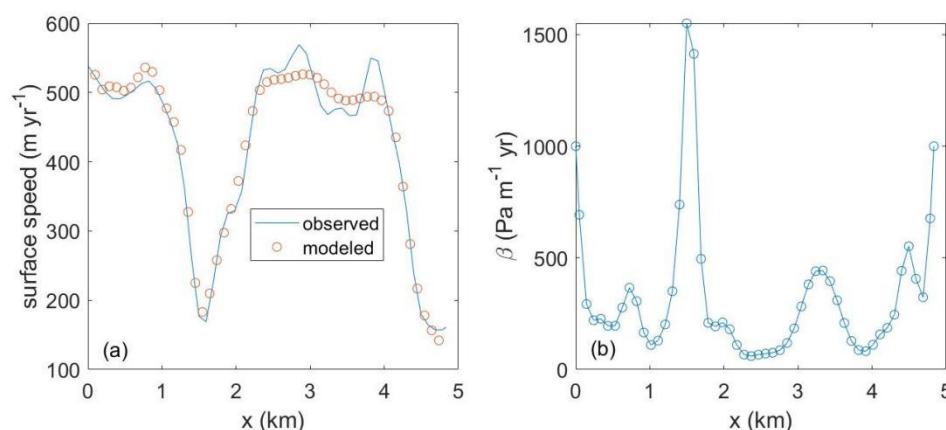 600
500
400
300
200
100
surface speed (m yr-1)
observed
modeled
(a)
0
1
2
3
4
5
x (km)
1500
1000
500
0
β (Pa m-1 yr)
(b)
0
1
2
3
4
5
x (km)